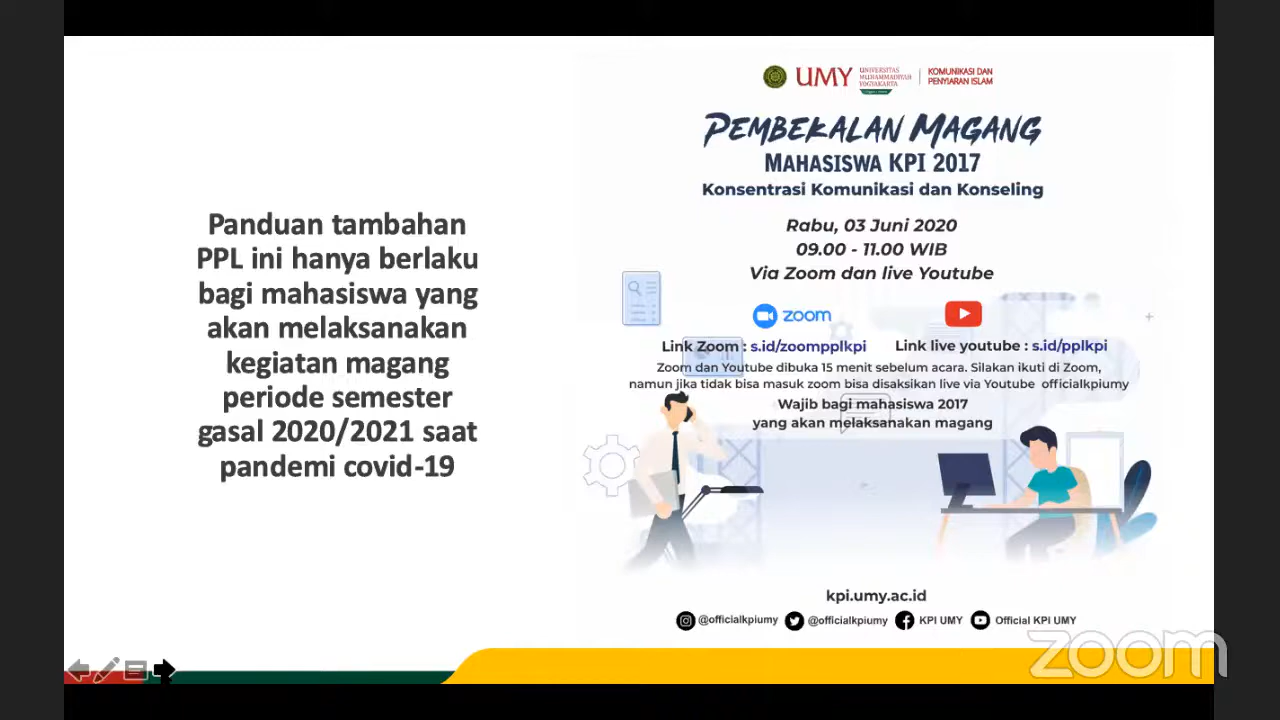 Panduan tambahan
PPL ini hanya berlaku
bagi mahasiswa yang
akan melaksanakan
kegiatan magang
periode semester
gasal 2020/2021 saat
pandemi covid-19
UMY
UNIVERSITAS
MUHAMMADIYAH
YOGYAKARTA
KOMUNIKASI DAN
PENYIARAN ISLAM
PEMBEKALAN MAGANG
MAHASISWA KPI 2017
Konsentrasi Komunikasi dan Konseling
Rabu, 03 Juni 2020
09.00 - 11.00 WIB
Via Zoom dan live Youtube
zoom
Link Zoom : s.id/zoompplkpi
Link live youtube : s.id/pplkpi
Zoom dan Youtube dibuka 15 menit sebelum acara. Silakan ikuti di Zoom,
namun jika tidak bisa masuk zoom bisa disaksikan live via Youtube officialkpiumy
Wajib bagi mahasiswa 2017
yang akan melaksanakan magang
kpi.umy.ac.id
@officialkpiumy @officialkpiumy KPI UMY Official KPI UMY
zoom